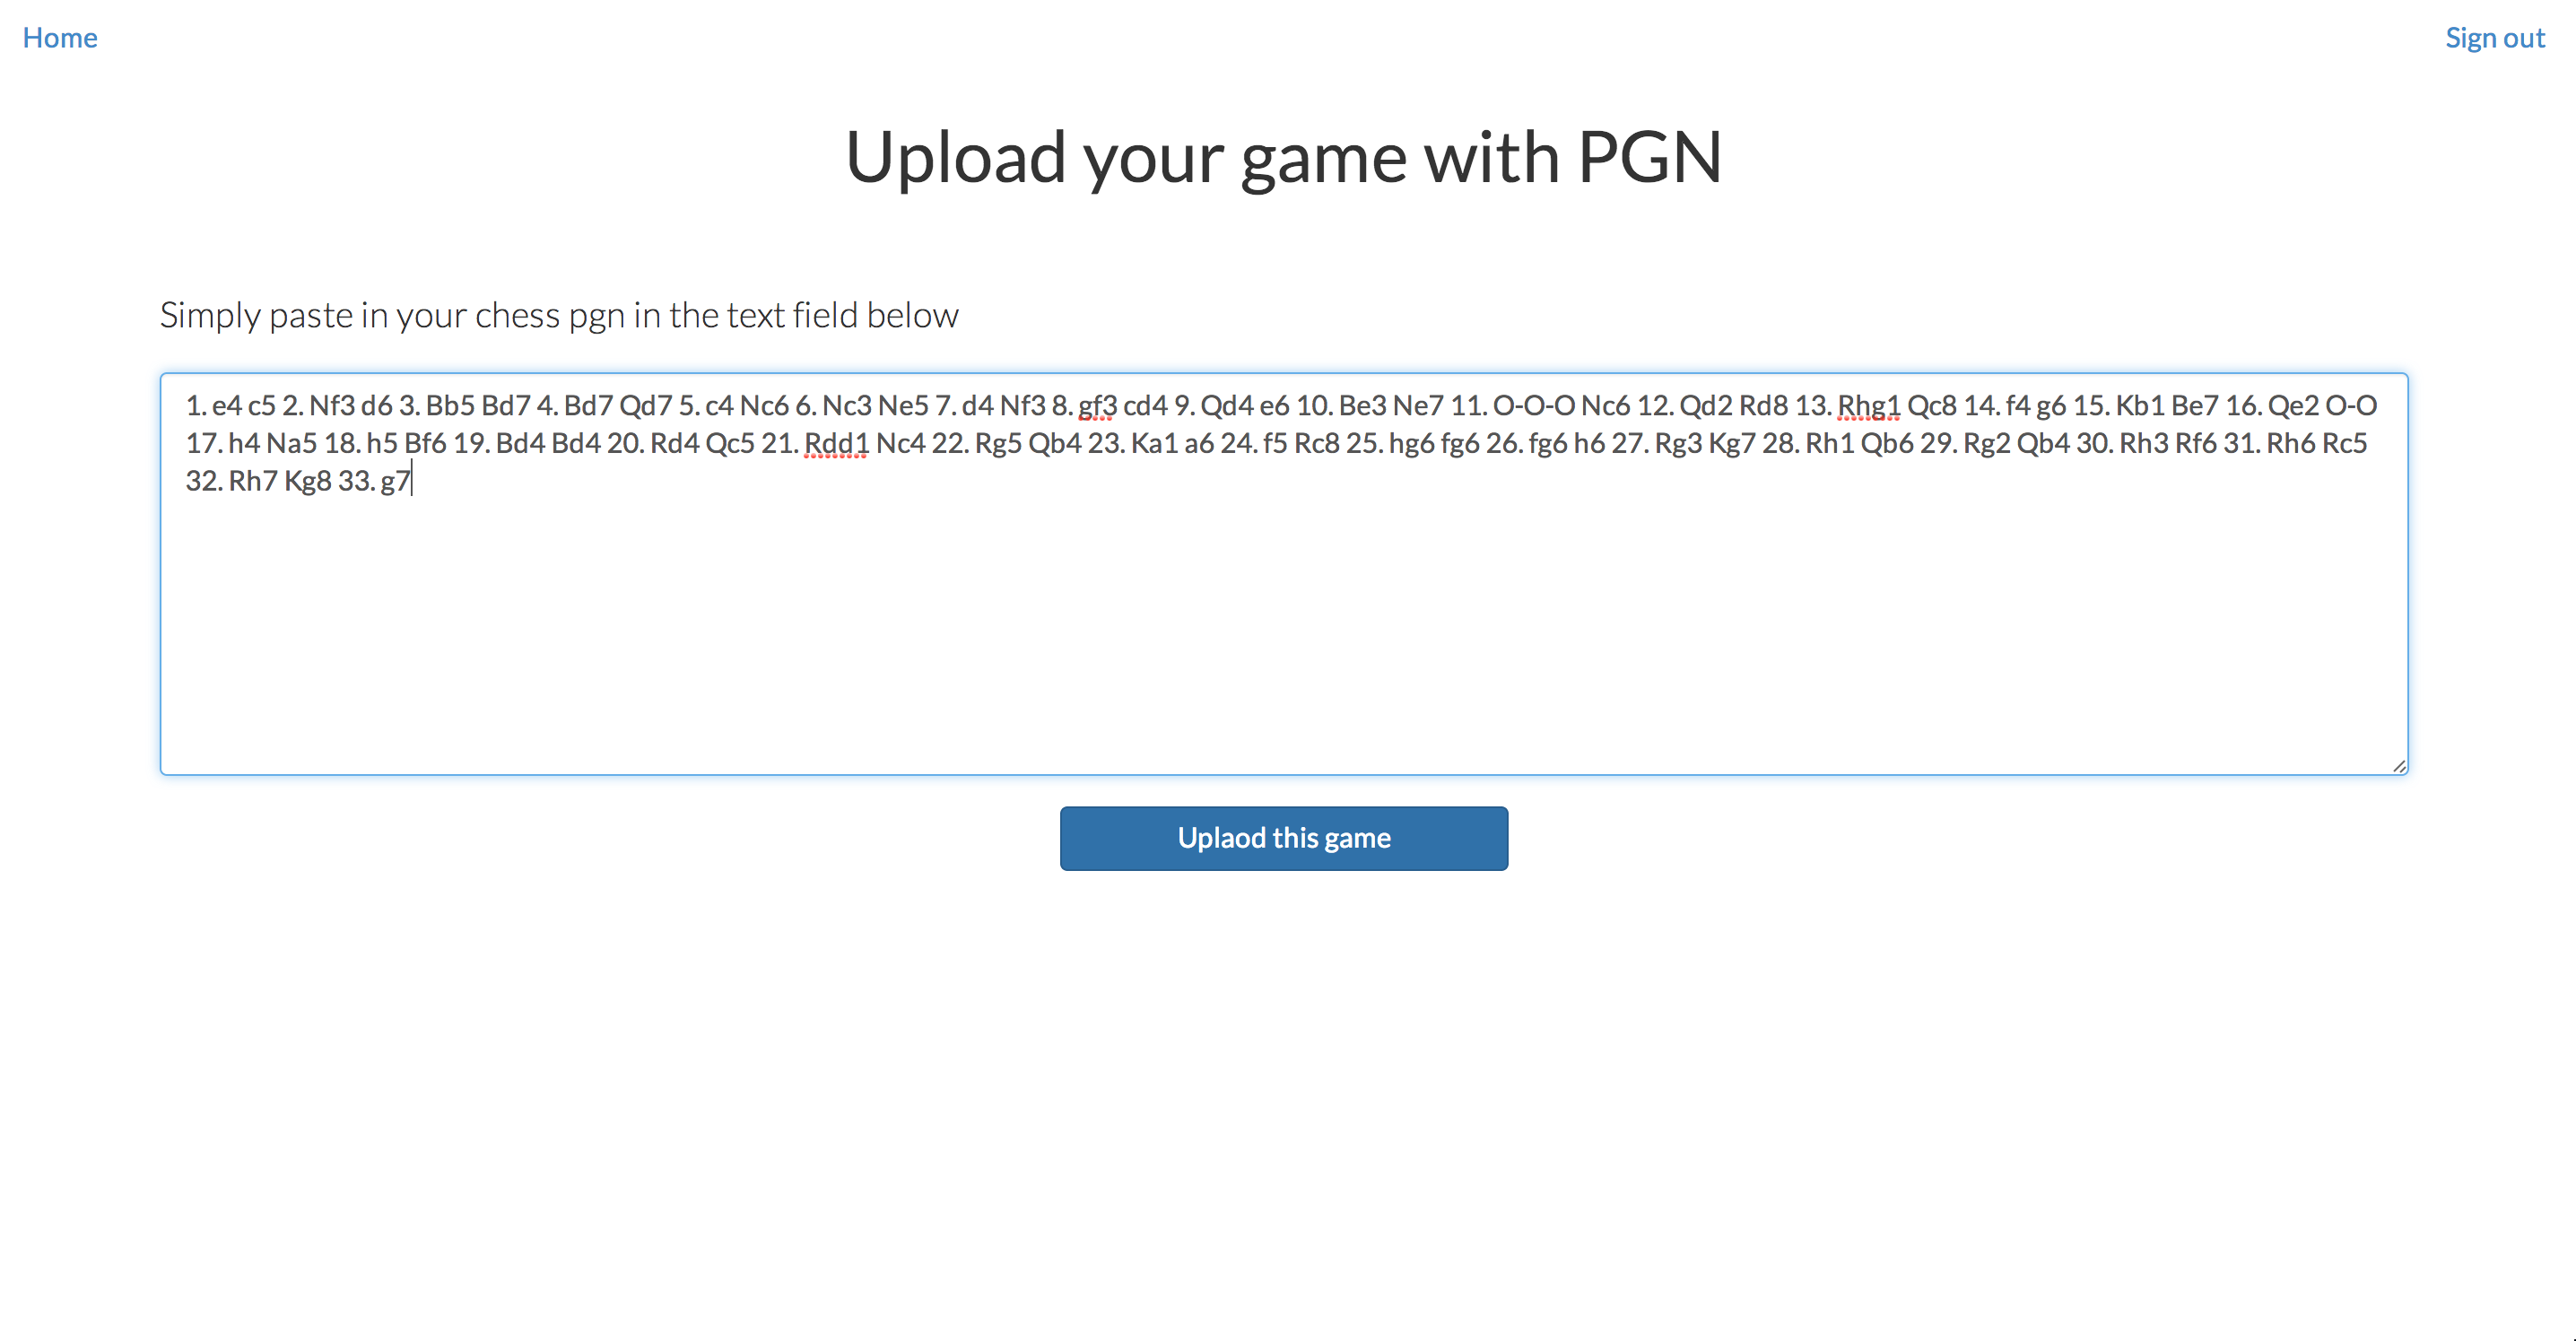 Home
Sign out
Upload your game with PGN
Simply paste in your chess pgn in the text field below
1. e4 c5 2. Nf3 d6 3. Bb5 Bd7 4. Bd7 Qd7 5. c4 Nc6 6. Nc3 Ne5 7. d4 Nf3 8. gf3 cd4 9. Qd4 e6 10. Be3 Ne7 11. O-O-O Nc6 12. Qd2 Rd8 13. Rhg1 Qc8 14. f4 g6 15. Kb1 Be7 16. Qe2 O-O
17. h4 Na5 18. h5 Bf6 19. Bd4 Bd4 20. Rd4 Qc5 21. Rdd1 Nc4 22. Rg5 Qb4 23. Ka1 a6 24. f5 Rc8 25. hg6 fg6 26. fg6 h6 27. Rg3 Kg7 28. Rh1 Qb6 29. Rg2 Qb4 30. Rh3 Rf6 31. Rh6 Rc5
32. Rh7 Kg8 33. g7
Uplaod this game